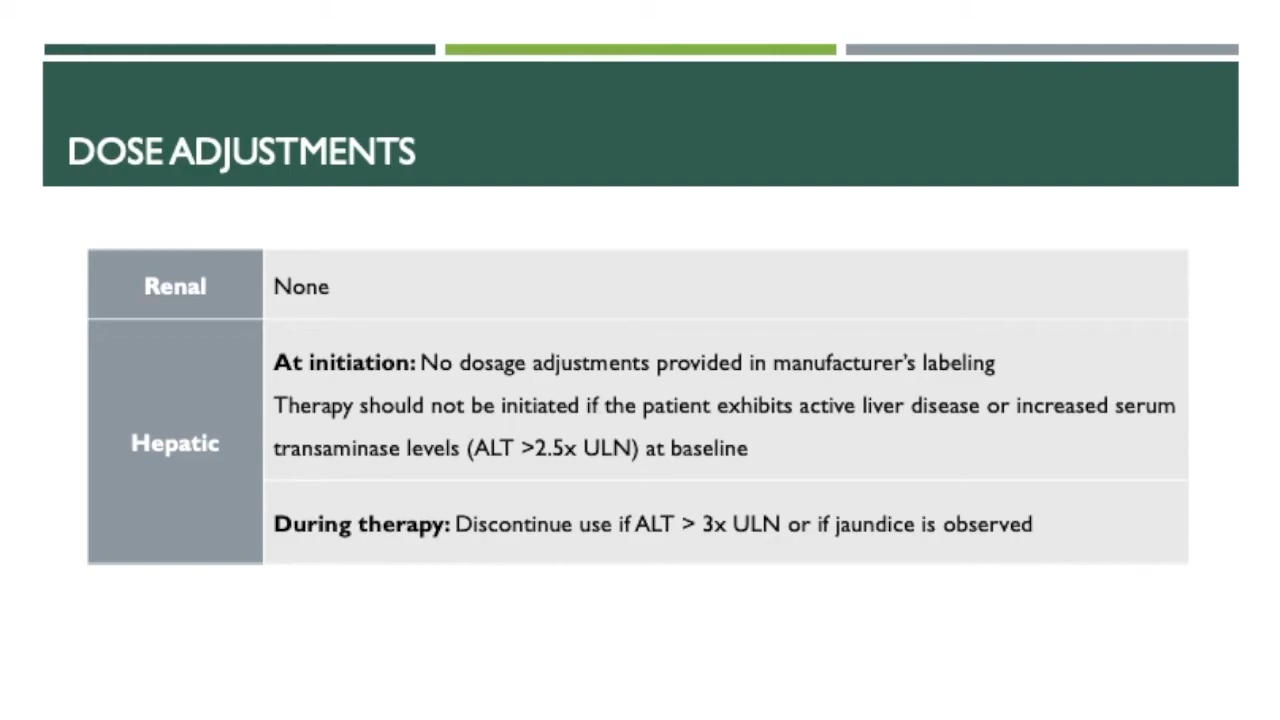 DOSE ADJUSTMENTS
Renal
None
Hepatic
At initiation: No dosage adjustments provided in manufacturer’s labeling
Therapy should not be initiated if the patient exhibits active liver disease or increased serum
transaminase levels (ALT >2.5x ULN) at baseline
During therapy: Discontinue use if ALT > 3x ULN or if jaundice is observed